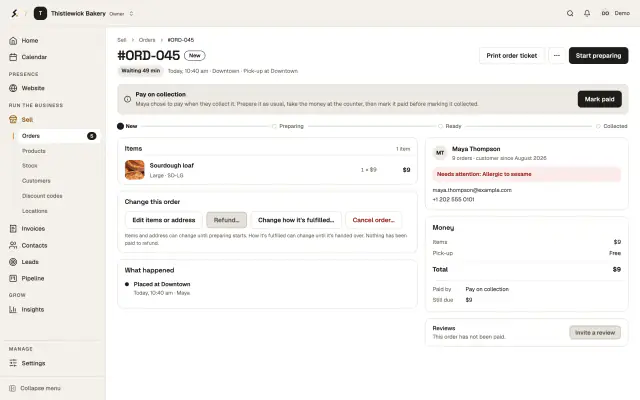 T Thistlewick Bakery Owner
DO Demo
Home
Calendar
PRESENCE
Website
RUN THE BUSINESS
Sell
Orders 5
Products
Stock
Customers
Discount codes
Locations
Invoices
Contacts
Leads
Pipeline
GROW
Insights
MANAGE
Settings
Collapse menu
Sell › Orders › #ORD-045
#ORD-045 New
Waiting 49 min Today, 10:40 am · Downtown · Pick-up at Downtown
Print order ticket ... Start preparing
Pay on collection
Maya chose to pay when they collect it. Prepare it as usual, take the money at the counter, then mark it paid before marking it collected.
Mark paid
New Preparing Ready Collected
Items 1 item
Sourdough loaf
Large · SO-LG
1 × $9 $9
Change this order
Edit items or address Refund... Change how it's fulfilled... Cancel order...
Items and address can change until preparing starts. How it's fulfilled can change until it's handed over. Nothing has been
paid to refund.
What happened
Placed at Downtown
Today, 10:40 am · Maya
MT Maya Thompson
9 orders · customer since August 2026
Needs attention: Allergic to sesame
maya.thompson@example.com
+1 202 555 0101
Money
Items $9
Pick-up Free
Total $9
Paid by Pay on collection
Still due $9
Reviews
This order has not been paid.
Invite a review